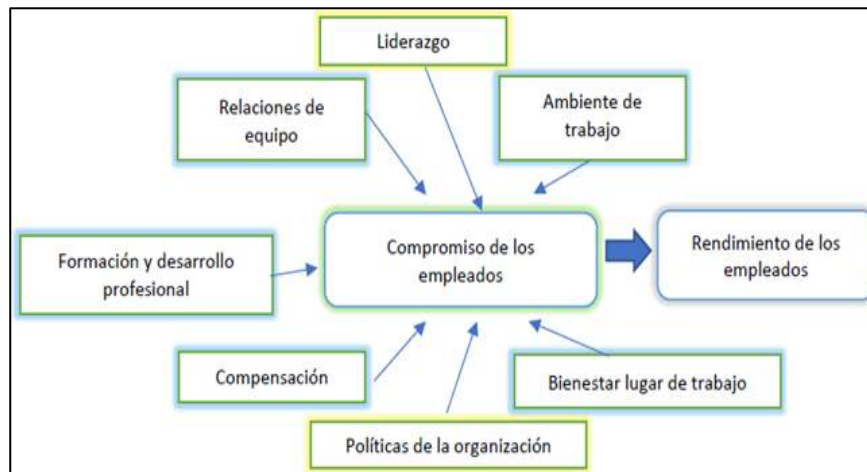 Liderazgo
Relaciones de
equipo
Ambiente de
trabajo
Compromiso de los
empleados
Rendimiento de los
empleados
Formación y desarrollo
profesional
Compensación
Bienestar lugar de trabajo
Políticas de la organización